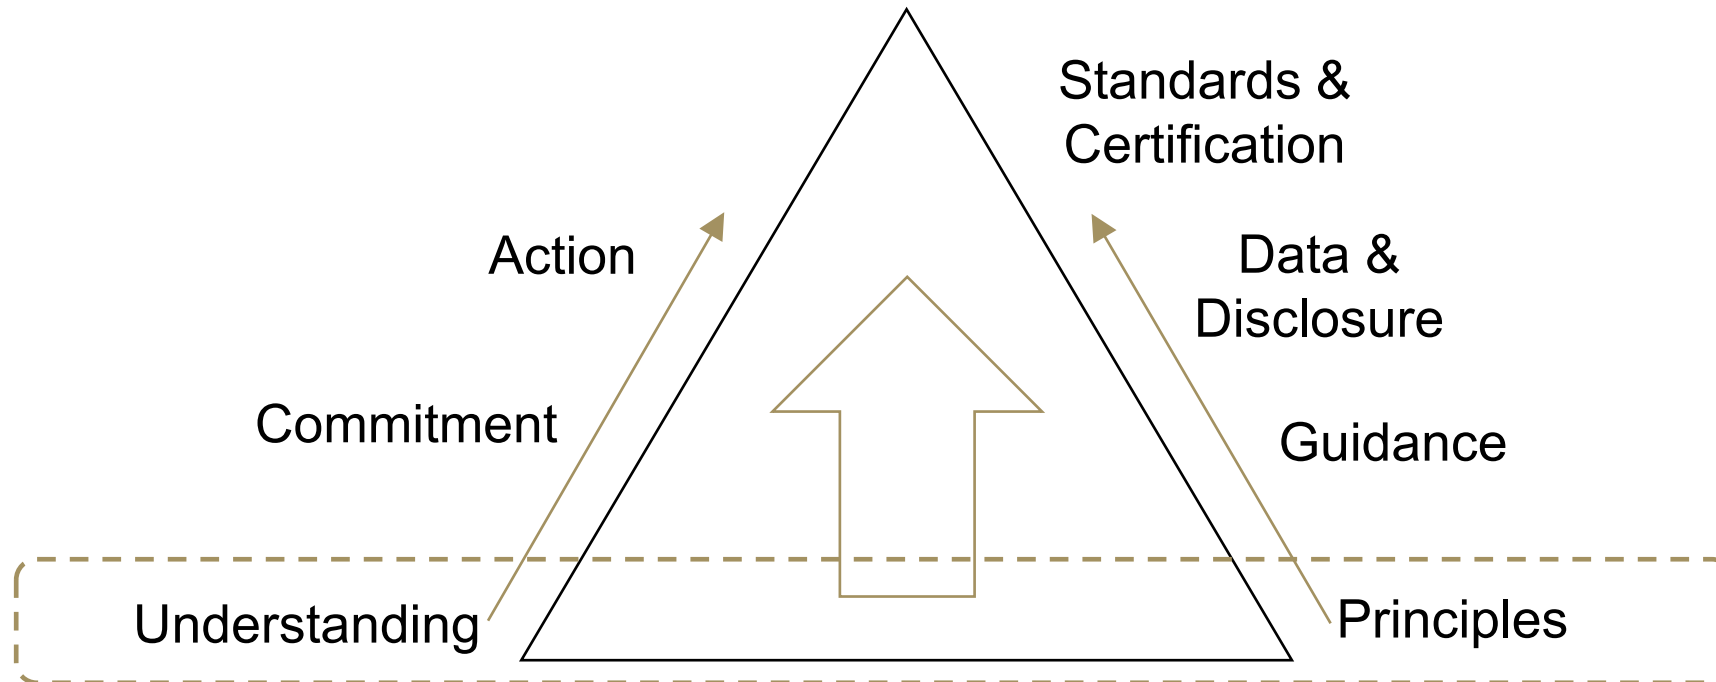 Standards &
Certification
Action
Data &
Disclosure
Commitment
Guidance
Understanding
Principles